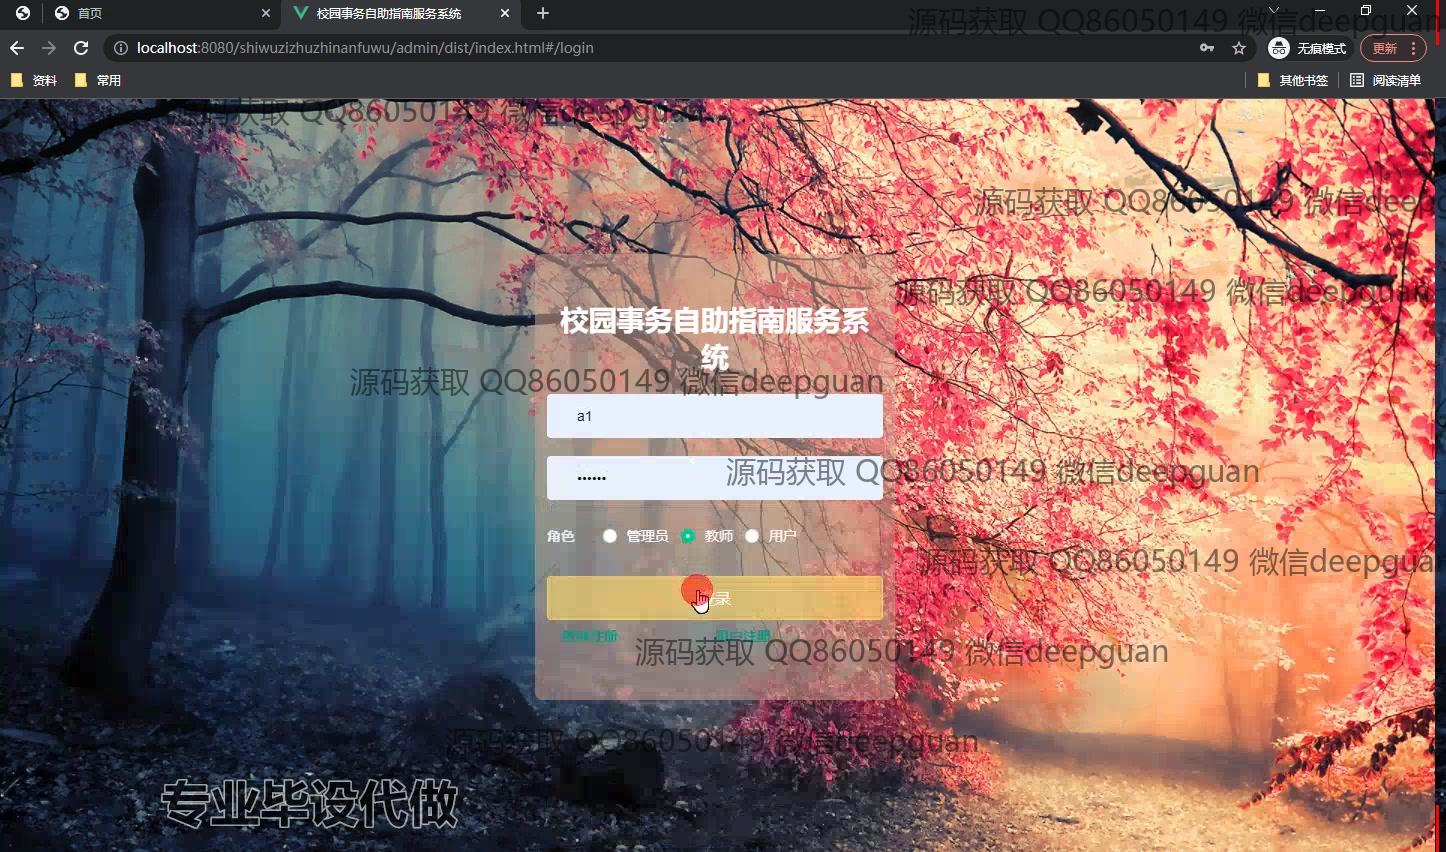 首页
校园事务自助指南服务系统
源码获取 QQ86050149 微信deepguan
localhost:8080/shiwuzizhuzhinanfuwu/admin/dist/index.html#/login
无痕模式
更新
资料
常用
其他书签
阅读清单
源码获取 QQ86050149 微信deepguan
源码获取 QQ86050149 微信deep
源码获取 QQ86050149 微信deepguan
校园事务自助指南服务系
统
源码获取 QQ86050149 微信deepguan
a1
源码获取 QQ86050149 微信deepguan
角色
管理员
教师
用户
源码获取 QQ86050149 微信deepguan
录
教师注册
用户注册
源码获取 QQ86050149 微信deepguan
源码获取 QQ86050149 微信deepguan
专业毕设代做